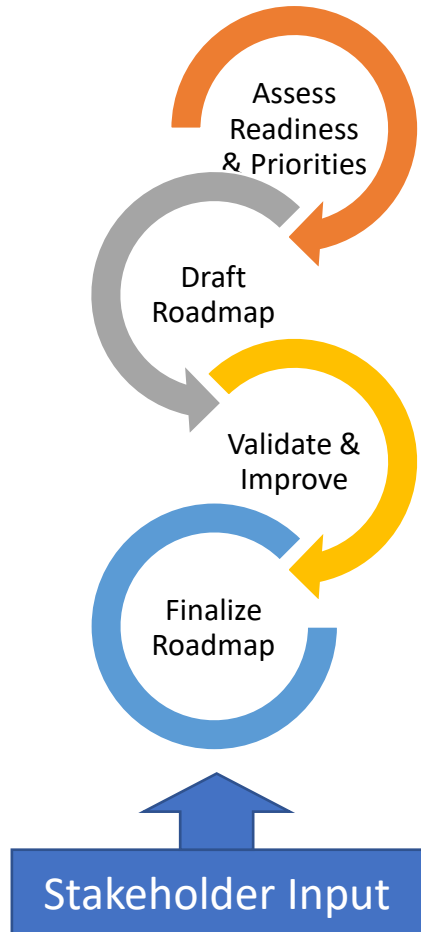 Assess
Readiness
& Priorities
Draft
Roadmap
Validate &
Improve
Finalize
Roadmap
Stakeholder Input